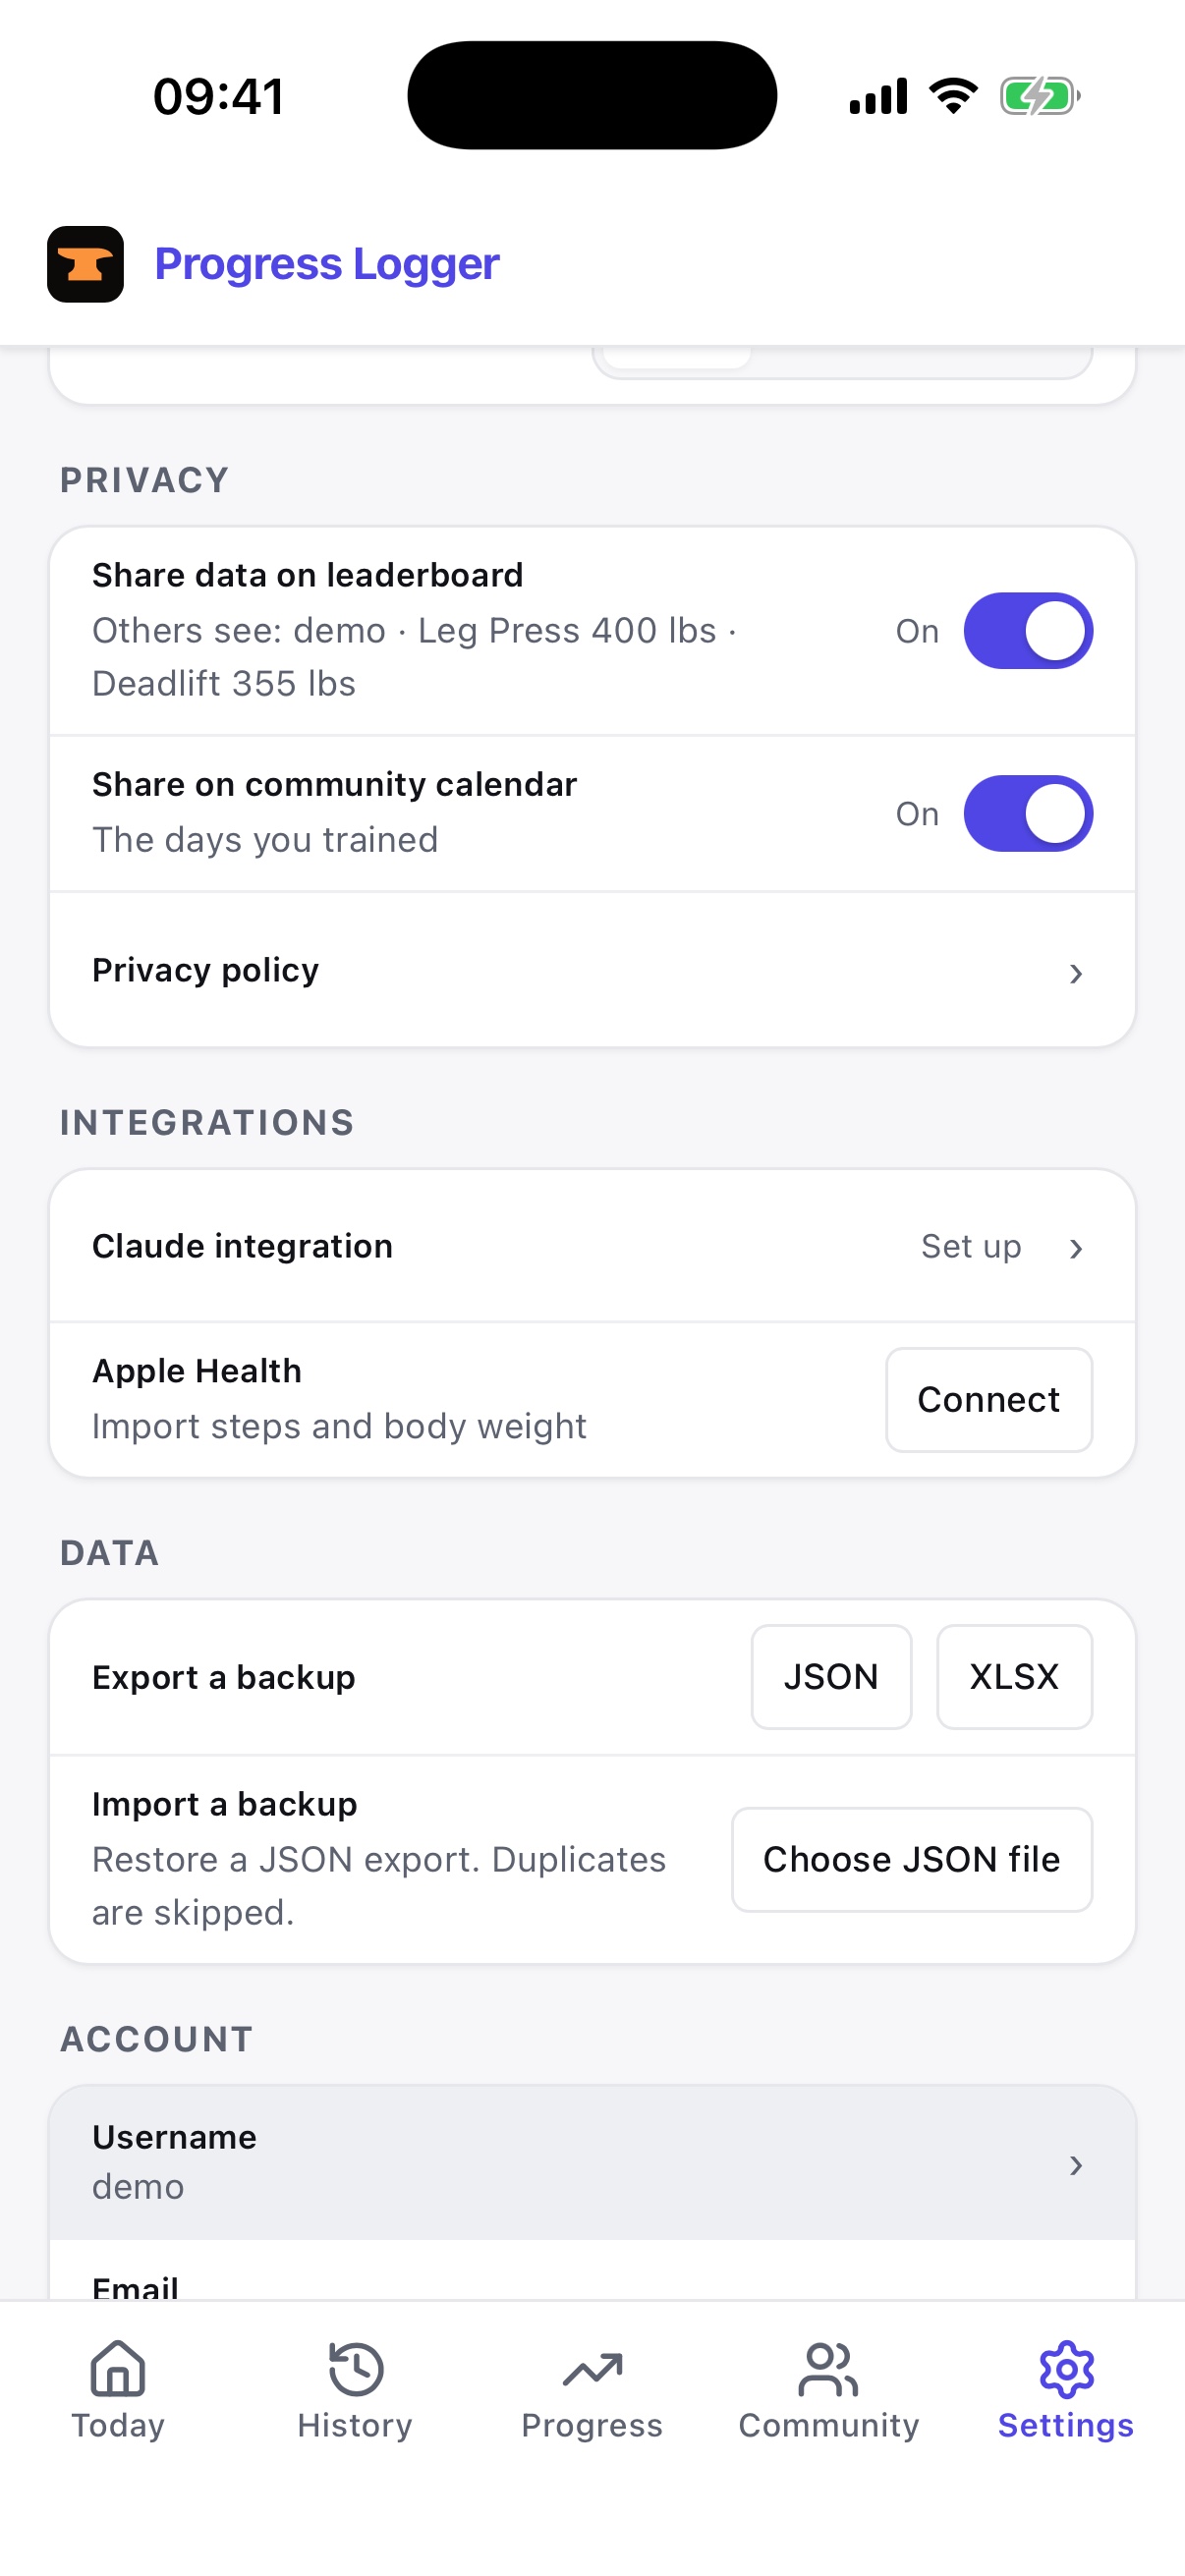 09:41
Progress Logger
PRIVACY
Share data on leaderboard
Others see: demo · Leg Press 400 lbs ·
Deadlift 355 lbs
On
Share on community calendar
The days you trained
On
Privacy policy
INTEGRATIONS
Claude integration
Set up
Apple Health
Import steps and body weight
Connect
DATA
Export a backup
JSON
XLSX
Import a backup
Restore a JSON export. Duplicates
are skipped.
Choose JSON file
ACCOUNT
Username
demo
Email
Today
History
Progress
Community
Settings